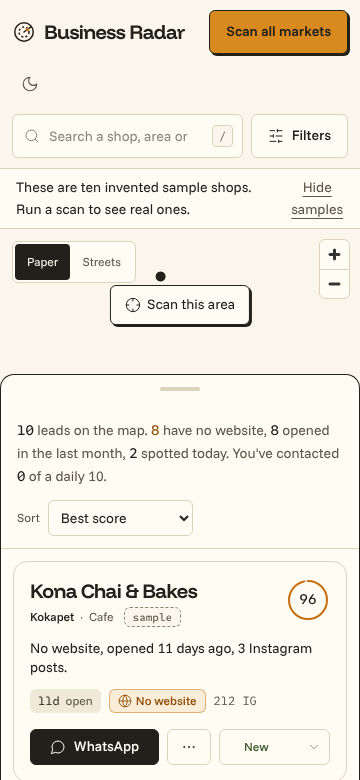 Business Radar
Scan all markets
Search a shop, area or
/
Filters
These are ten invented sample shops.
Run a scan to see real ones.
Hide
samples
Paper
Streets
Scan this area
10 leads on the map. 8 have no website, 8 opened
in the last month, 2 spotted today. You've contacted
0 of a daily 10.
Sort
Best score
Kona Chai & Bakes
96
Kokapet · Cafe sample
No website, opened 11 days ago, 3 Instagram
posts.
11d open
No website
212 IG
WhatsApp
New